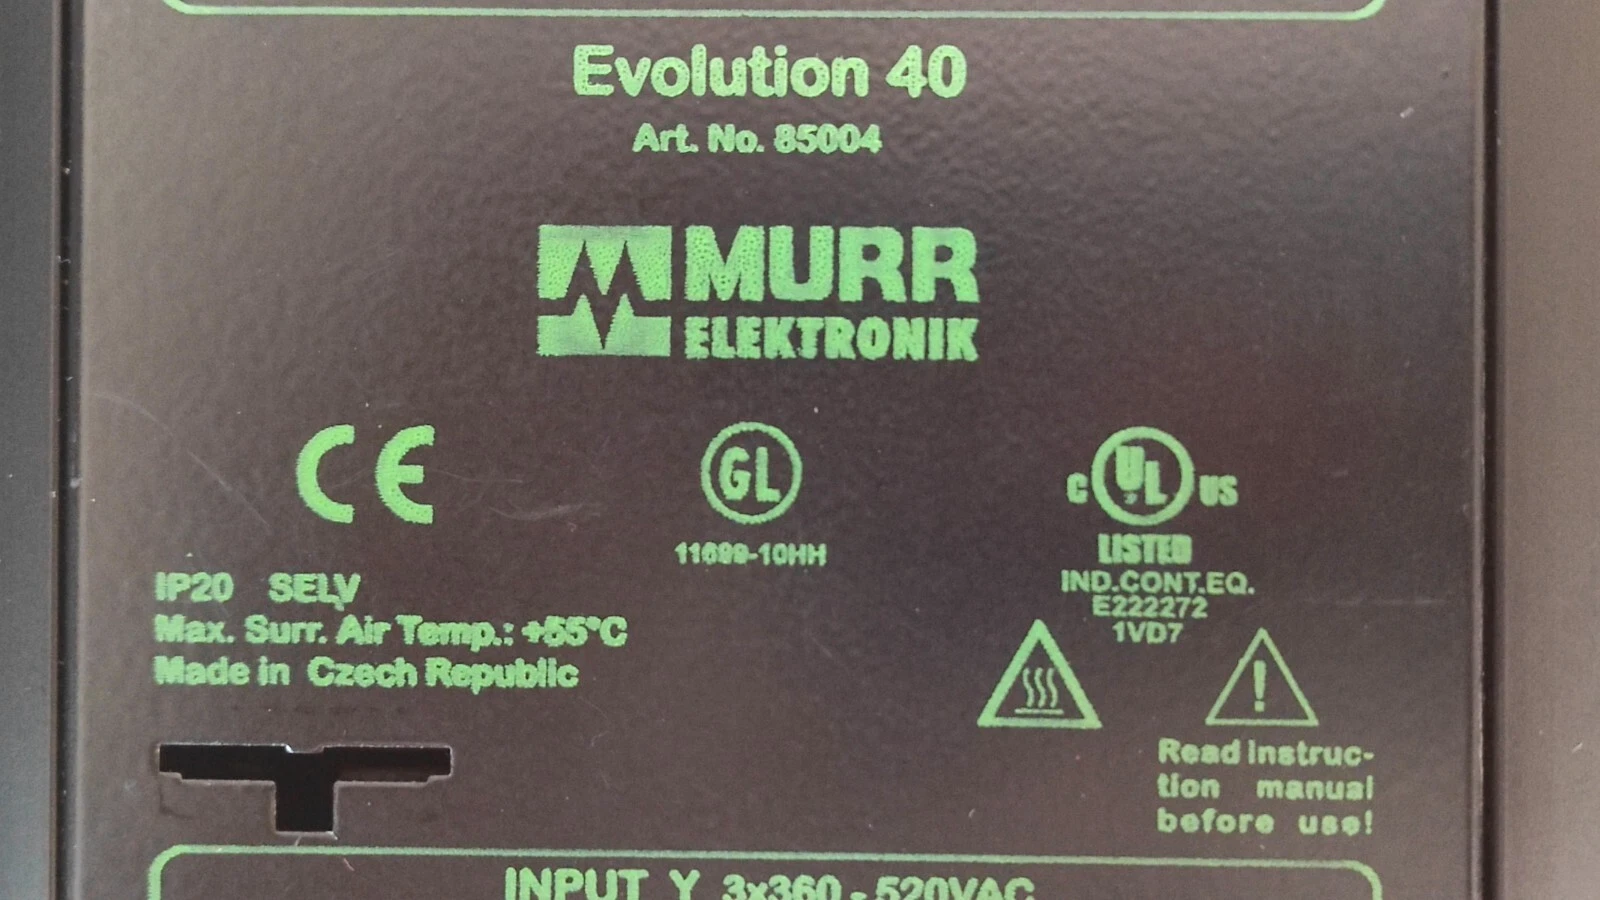 Evolution 40
Art. No. 85004
MURR
ELEKTRONIK
CE
GL
11699-10HH
C UL US
LISTED
IND.CONT.EQ.
E222272
1VD7
IP20 SELV
Max. Surr. Air Temp.: +55°C
Made in Czech Republic
Read instruc-
tion manual
before use!
INPUT Y 3x360 - 520VAC